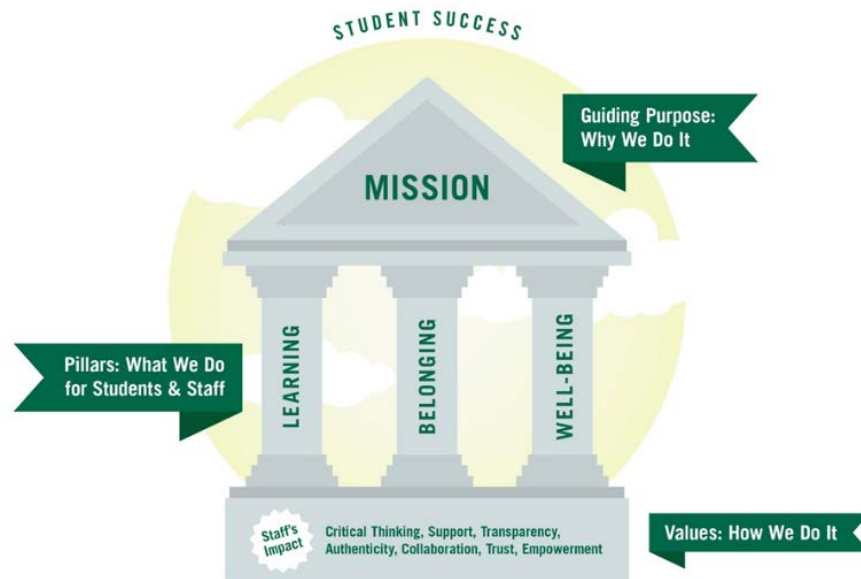 STUDENT SUCCESS
Guiding Purpose:
Why We Do It
MISSION
Pillars: What We Do
for Students & Staff
LEARNING
BELONGING
WELL-BEING
Staff's
Impact
Critical Thinking, Support, Transparency,
Authenticity, Collaboration, Trust, Empowerment
Values: How We Do It